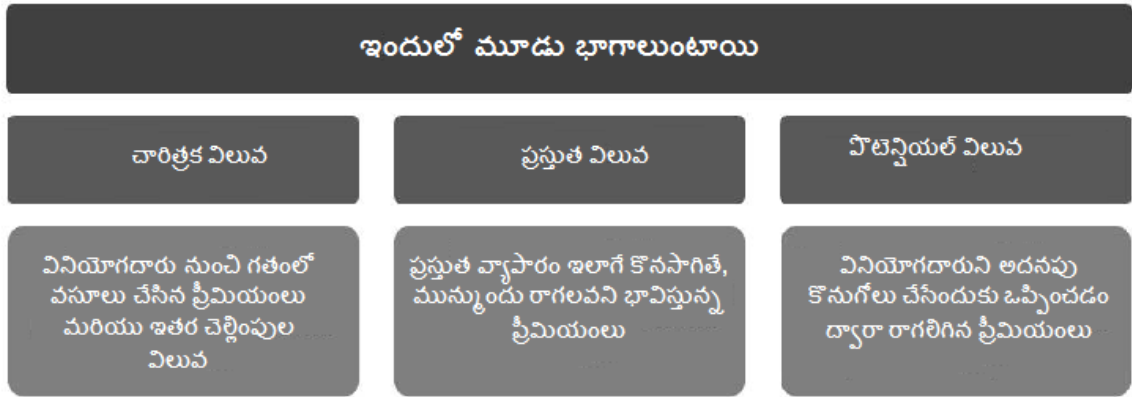 ఇందులో మూడు భాగాలుంటాయి
చారిత్రక విలువ
ప్రస్తుత విలువ
పొటెన్షియల్ విలువ
వినియోగదారు నుంచి గతంలో
వసూలు చేసిన ప్రీమియంలు
మరియు ఇతర చెల్లింపుల
విలువ
ప్రస్తుత వ్యాపారం ఇలాగే కొనసాగితే,
మున్ముందు రాగలవని భావిస్తున్న
ప్రీమియంలు
వినియోగదారుని అదనపు
కొనుగోలు చేసేందుకు ఒప్పించడం
ద్వారా రాగలిగిన ప్రీమియంలు